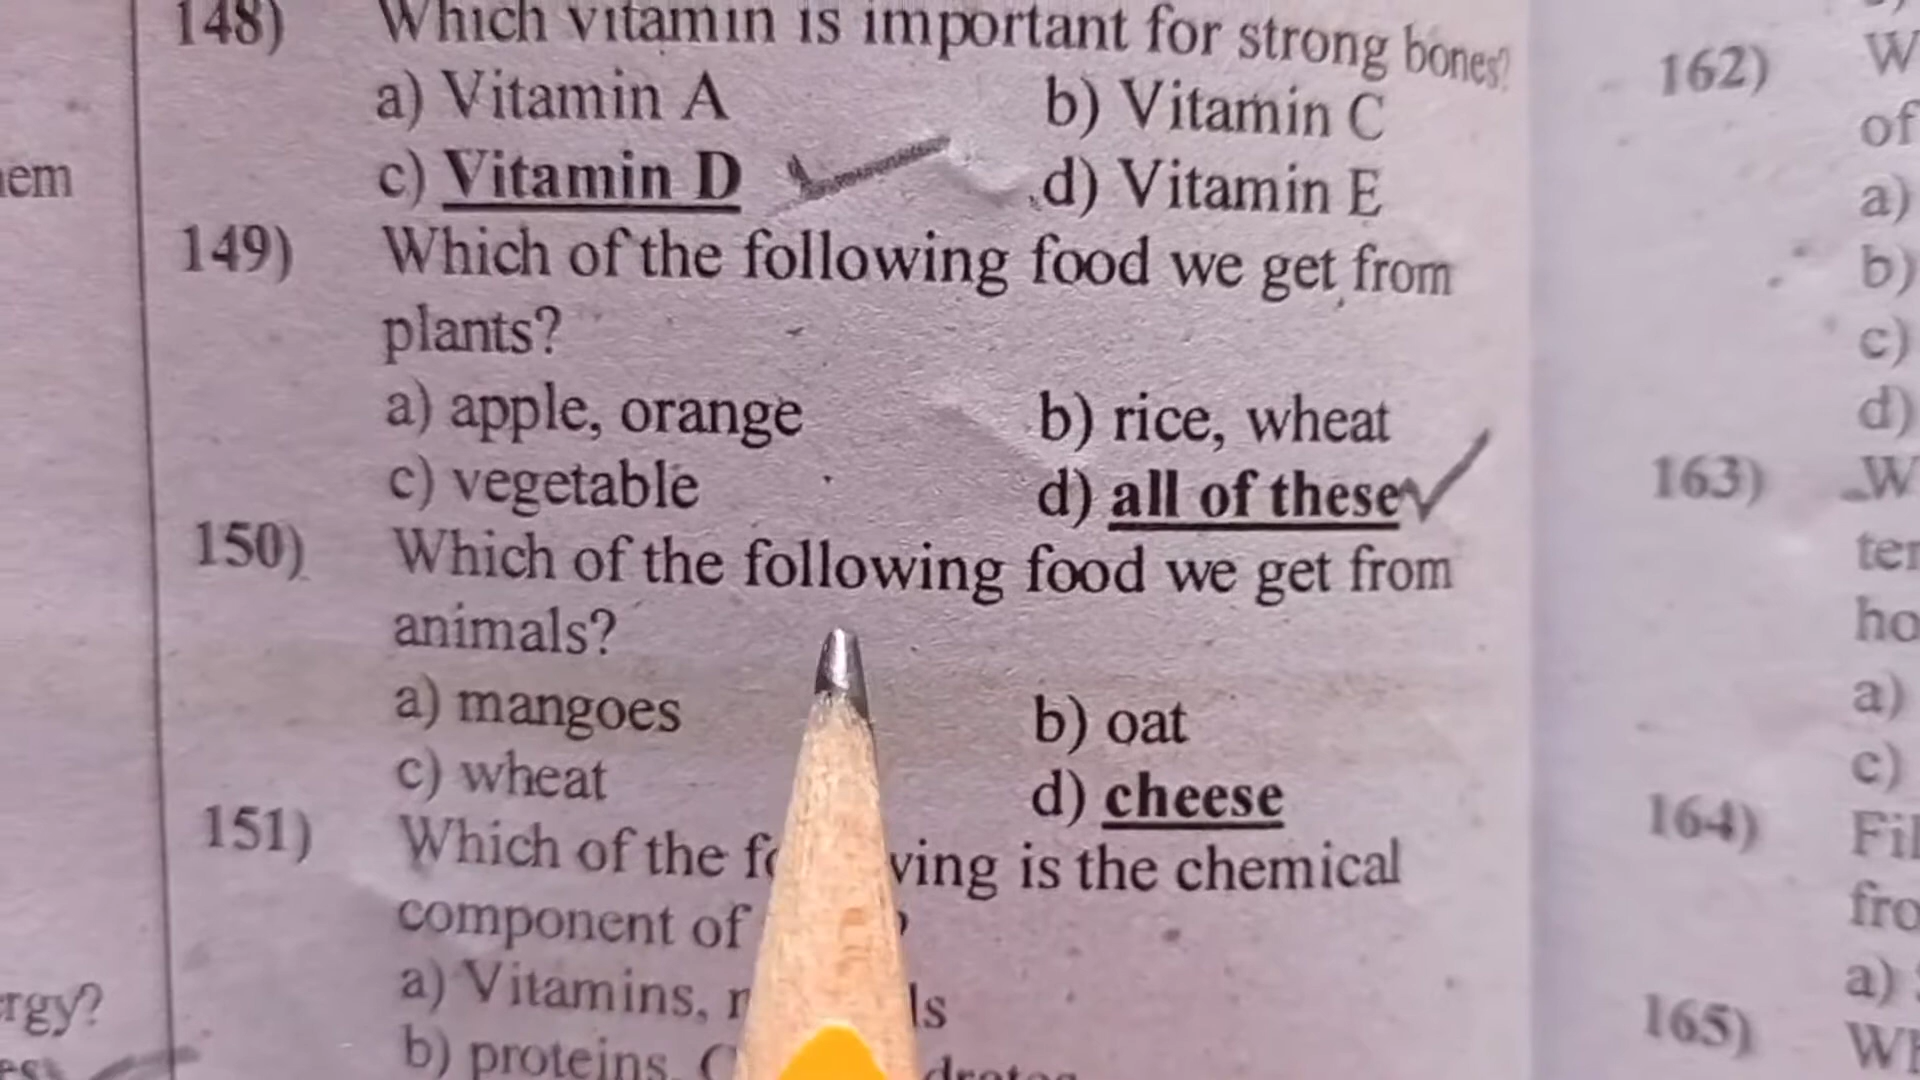 148) Which vitamin is important for strong bones?
a) Vitamin A b) Vitamin C
c) Vitamin D d) Vitamin E
149) Which of the following food we get from
plants?
a) apple, orange b) rice, wheat
c) vegetable d) all of these
150) Which of the following food we get from
animals?
a) mangoes b) oat
c) wheat d) cheese
151) Which of the is the chemical
component of
a) Vitamins,
b) proteins,
162)
of
a)
b)
c)
d)
163)
a)
c)
164)
a)
165)